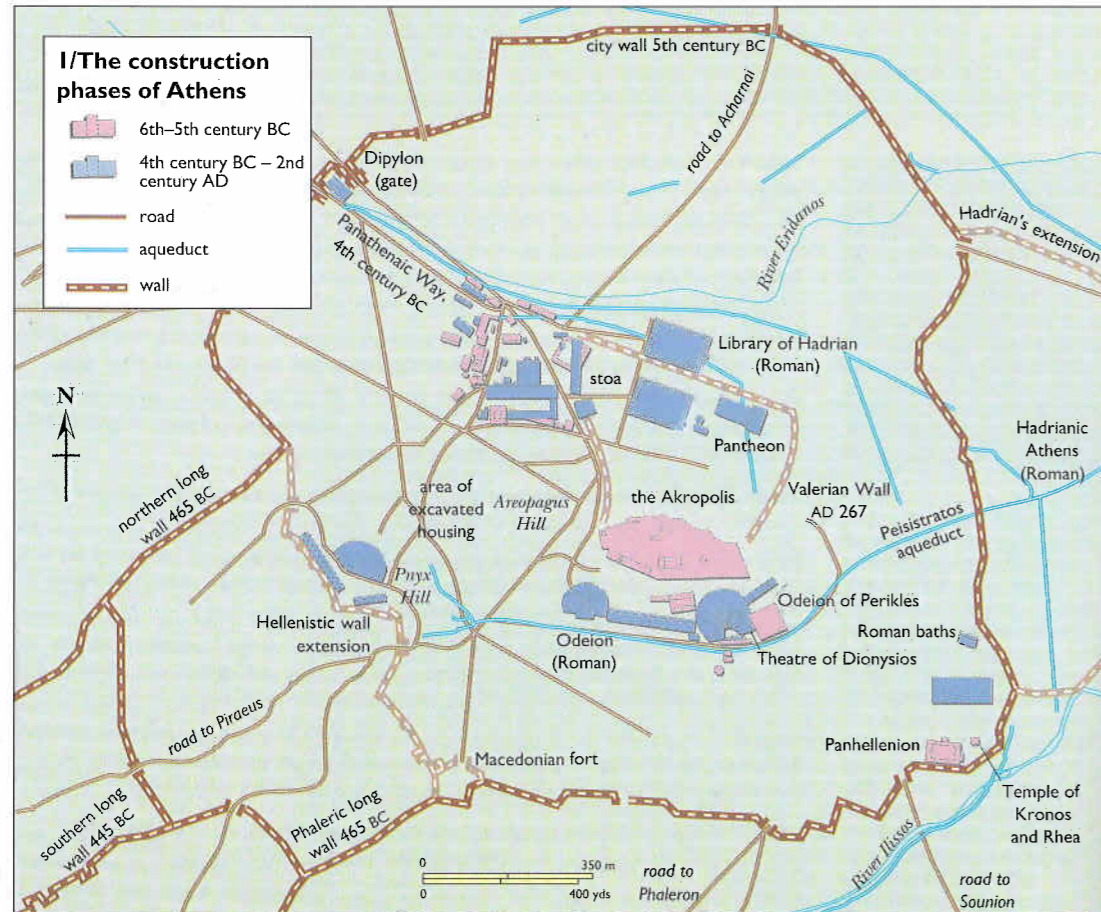 1/The construction
phases of Athens
6th–5th century BC
4th century BC – 2nd
century AD
road
aqueduct
wall
N
city wall 5th century BC
road to Acharnai
Dipylon
(gate)
Panathenaic Way,
4th century BC
River Eridanos
Hadrian's extension
Library of Hadrian
(Roman)
stoa
Pantheon
Hadrianic
Athens
(Roman)
northern long
wall 465 BC
area of
excavated
housing
Areopagus
Hill
the Akropolis
Valerian Wall
AD 267
Peisistratos
aqueduct
Pnyx
Hill
Hellenistic wall
extension
Odeion
(Roman)
Odeion of Perikles
Theatre of Dionysios
Roman baths
road to Piraeus
Macedonian fort
Panhellenion
Temple of
Kronos
and Rhea
southern long
wall 445 BC
Phaleric long
wall 465 BC
0
350 m
0
400 yds
road to
Phaleron
River Ilissos
road to
Sounion